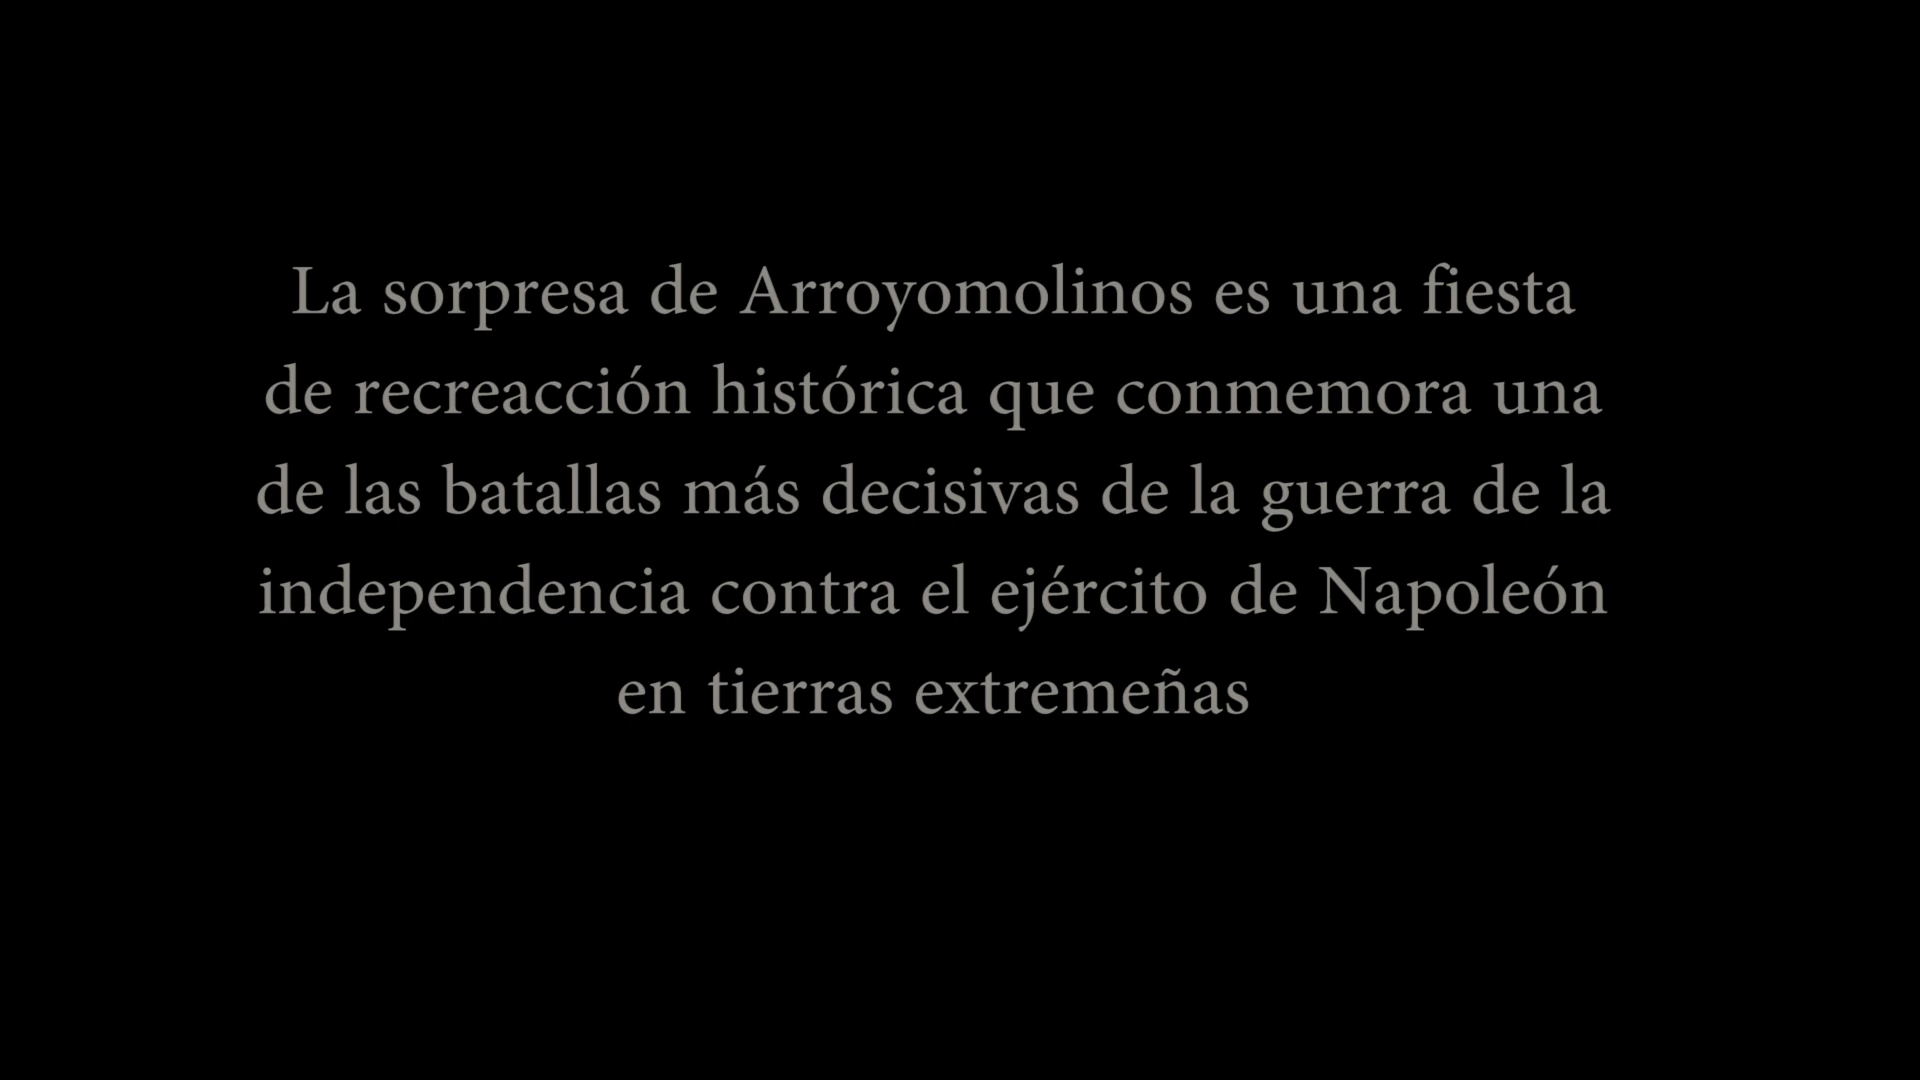 La sorpresa de Arroyomolinos es una fiesta
de recreacción histórica que conmemora una
de las batallas más decisivas de la guerra de la
independencia contra el ejército de Napoleón
en tierras extremeñas